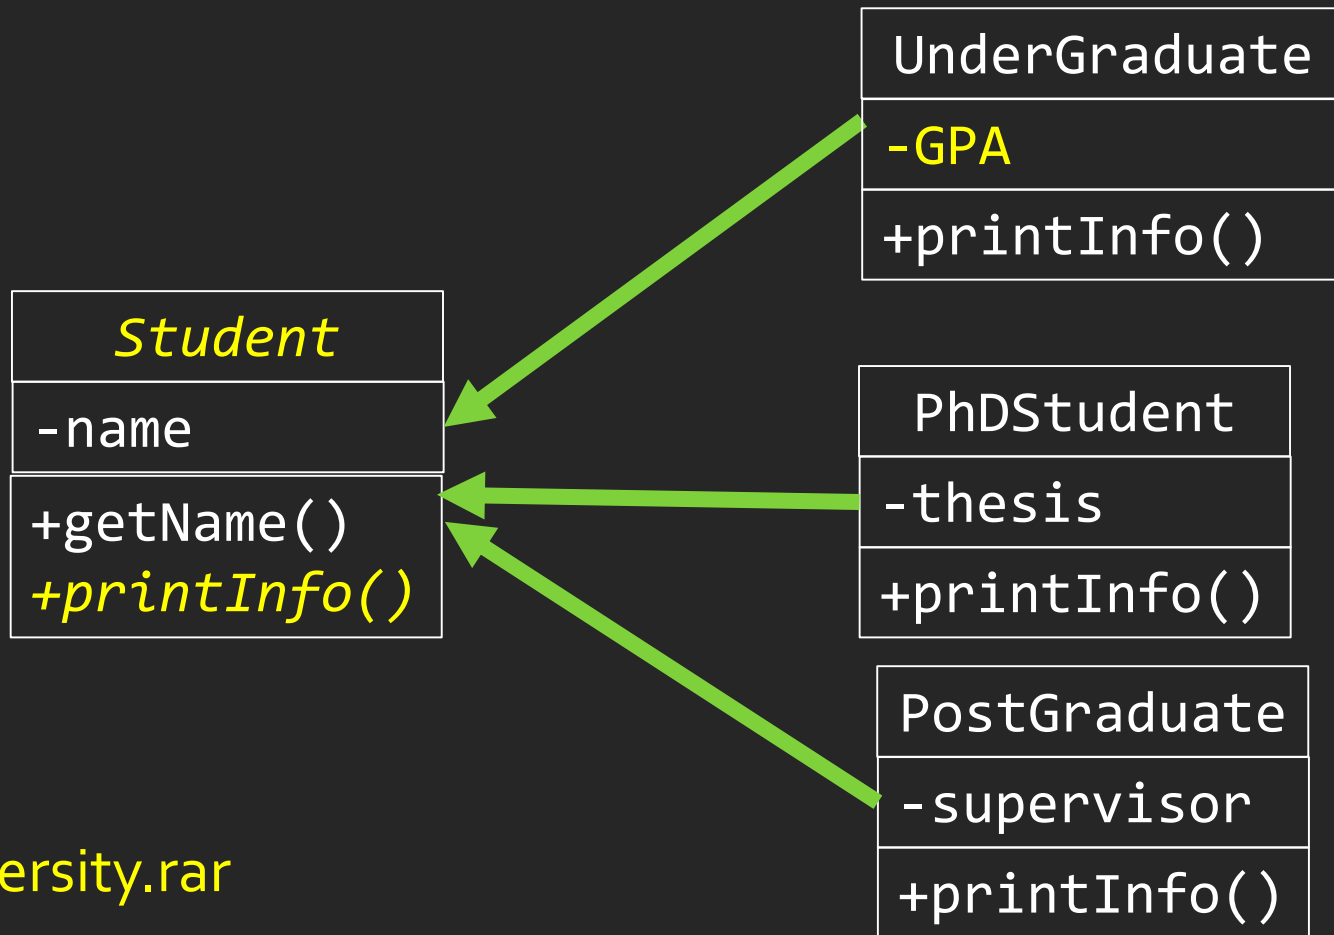 UnderGraduate
-GPA
+printInfo()
Student
-name
+getName()
+printInfo()
PhDStudent
-thesis
+printInfo()
PostGraduate
-supervisor
+printInfo()
ersity.rar